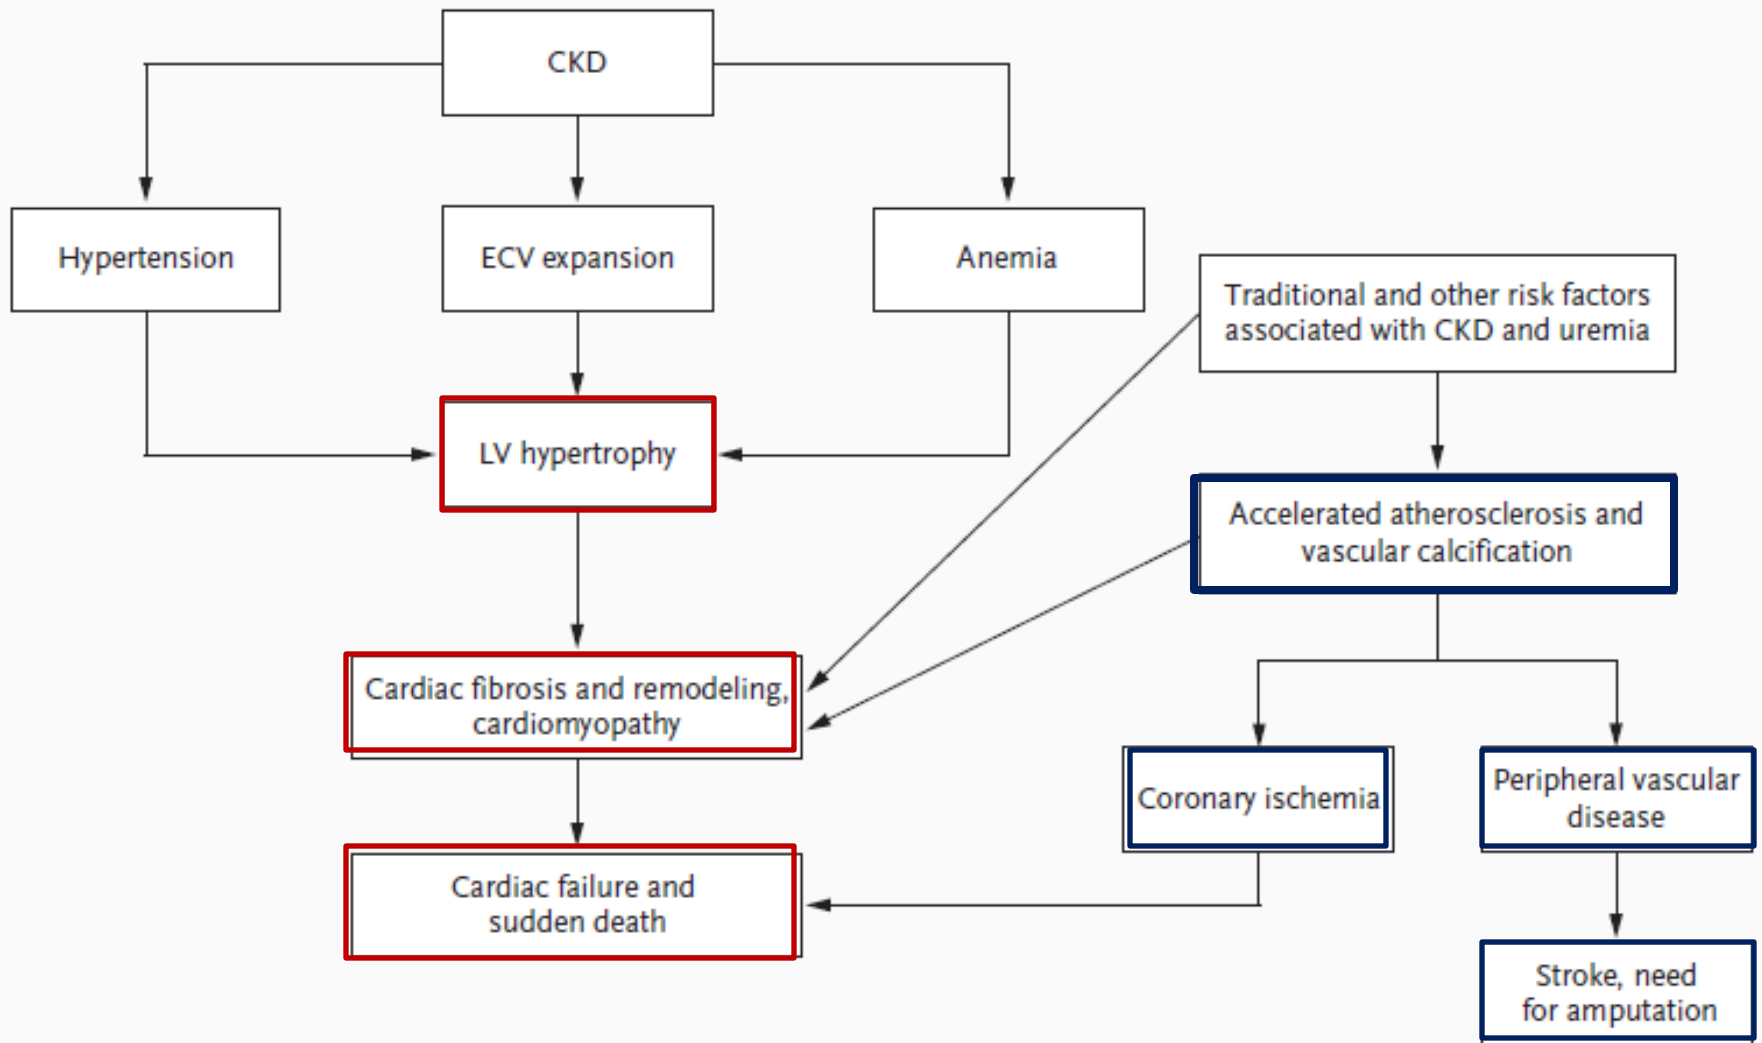 CKD
Hypertension
ECV expansion
Anemia
Traditional and other risk factors
associated with CKD and uremia
LV hypertrophy
Accelerated atherosclerosis and
vascular calcification
Cardiac fibrosis and remodeling,
cardiomyopathy
Coronary ischemia
Peripheral vascular
disease
Cardiac failure and
sudden death
Stroke, need
for amputation